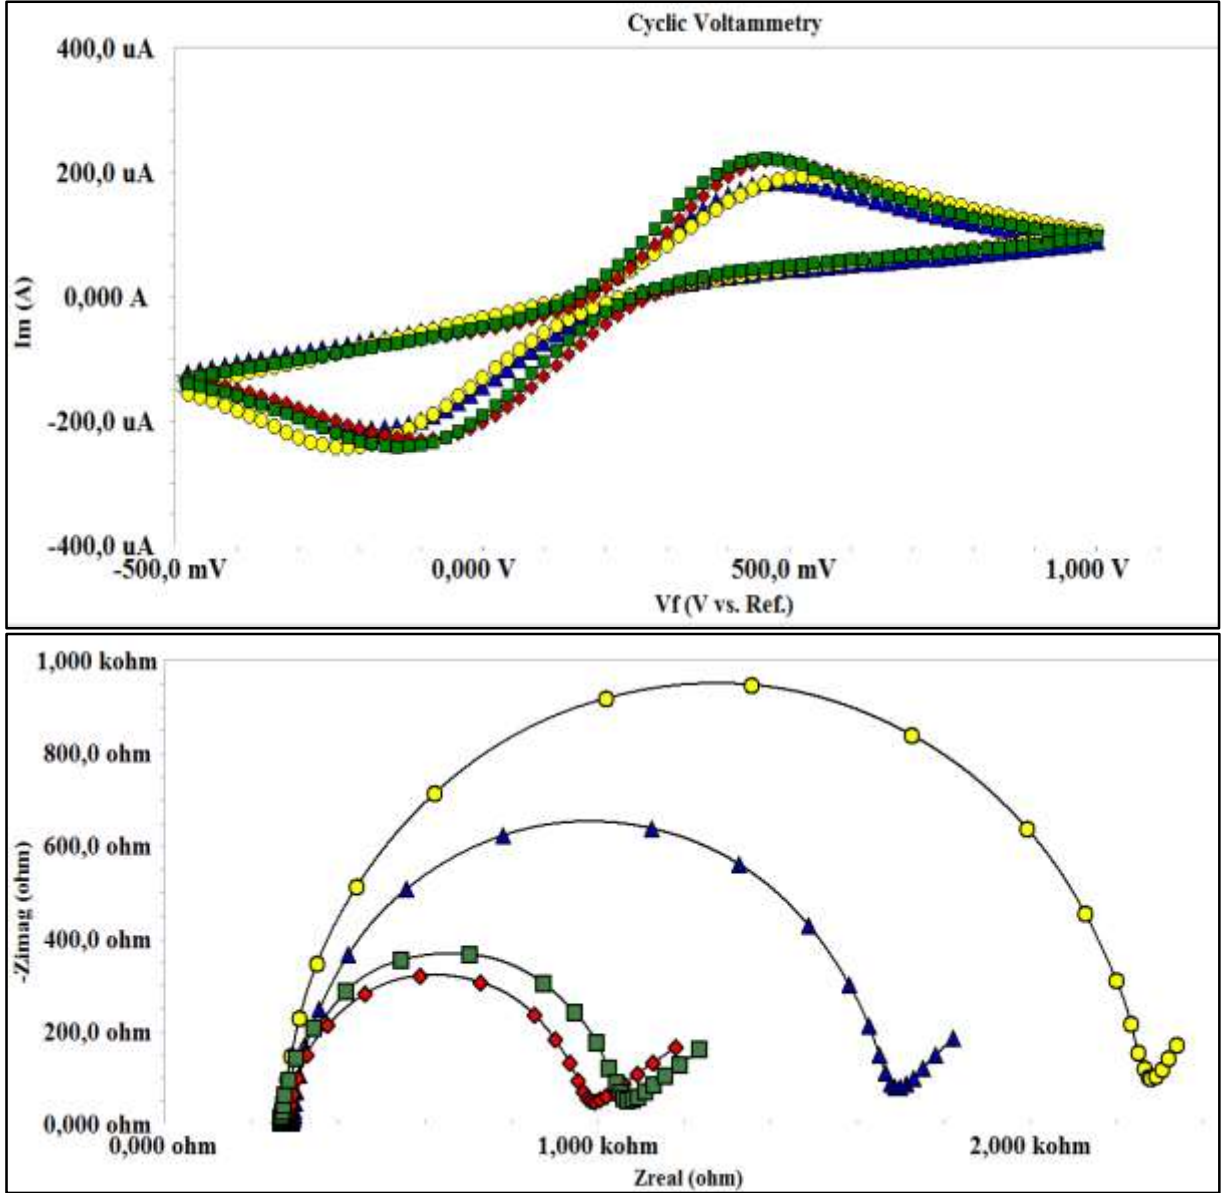 Cyclic Voltammetry
400,0 uA
200,0 uA
0,000 A
-200,0 uA
-400,0 uA
Im (A)
-500,0 mV 0,000 V 500,0 mV 1,000 V
Vf (V vs. Ref.)
1,000 kohm
800,0 ohm
600,0 ohm
400,0 ohm
200,0 ohm
0,000 ohm
-Zimag (ohm)
0,000 ohm 1,000 kohm 2,000 kohm
Zreal (ohm)